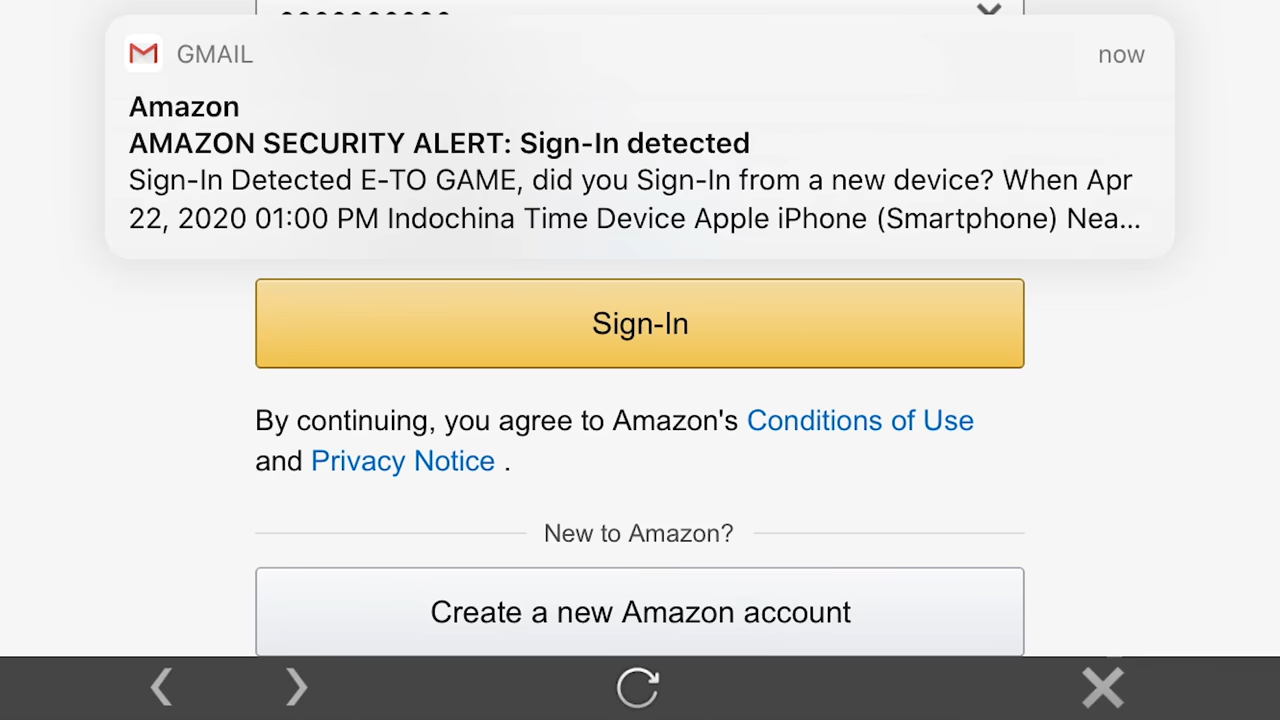 GMAIL
now
Amazon
AMAZON SECURITY ALERT: Sign-In detected
Sign-In Detected E-TO GAME, did you Sign-In from a new device? When Apr
22, 2020 01:00 PM Indochina Time Device Apple iPhone (Smartphone) Nea...
Sign-In
By continuing, you agree to Amazon's Conditions of Use
and Privacy Notice .
New to Amazon?
Create a new Amazon account